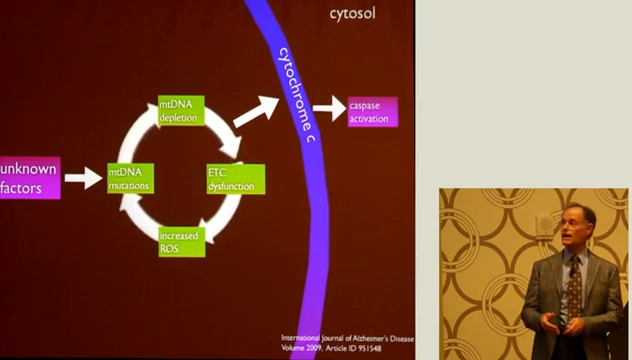 cytosol
cytochrome c
mtDNA
depletion
caspase
activation
unknown
factors
mtDNA
mutations
ETC
dysfunction
increased
ROS
International Journal of Alzheimer's Disease
Volume 2009, Article ID 951548